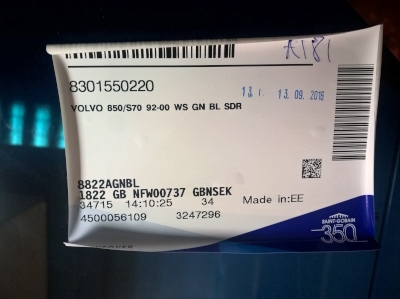 A181
8301550220
13. 09. 2016
VOLVO 850/S70 92-00 WS GN BL SDR
8822AGNBL
1822 GB NFW00737 GBNSEK
34715 14:10:25 34
Made in:EE
4500056109 3247296
SAINT-GOBAIN
350